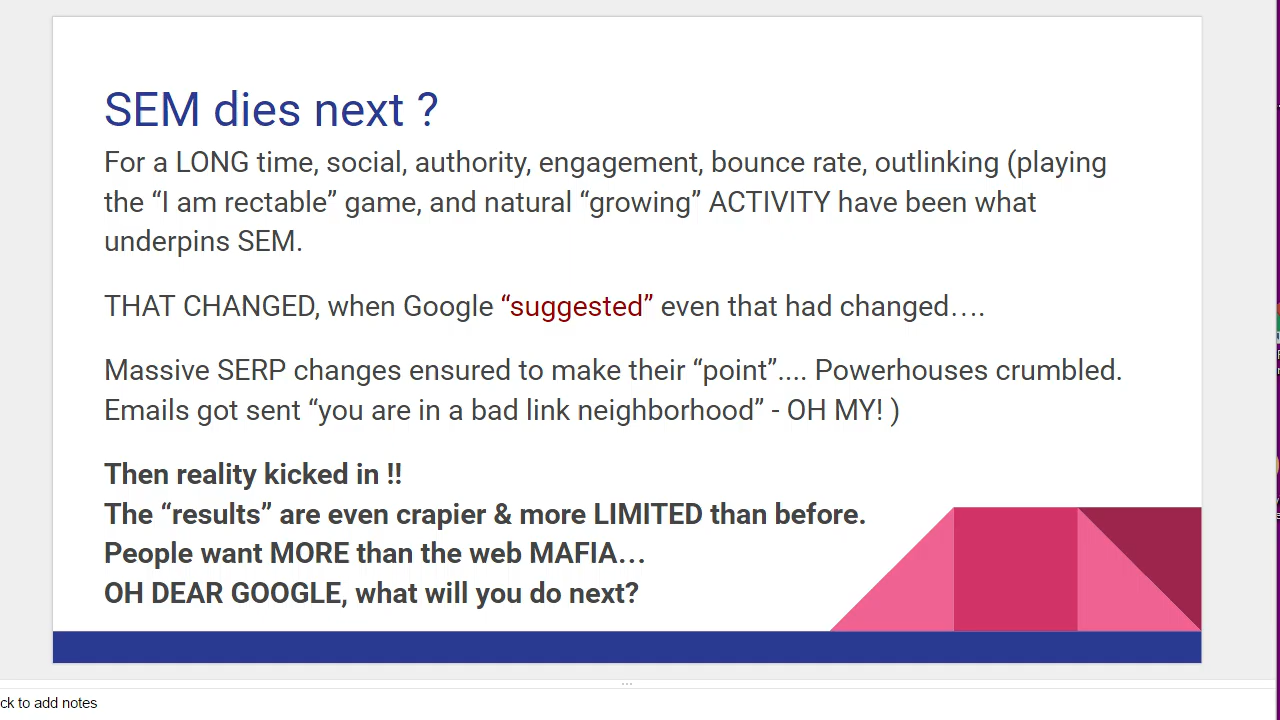 SEM dies next ?
For a LONG time, social, authority, engagement, bounce rate, outlinking (playing
the “I am rectable” game, and natural “growing” ACTIVITY have been what
underpins SEM.
THAT CHANGED, when Google “suggested” even that had changed….
Massive SERP changes ensured to make their “point”.... Powerhouses crumbled.
Emails got sent “you are in a bad link neighborhood” - OH MY! )
Then reality kicked in !!
The “results” are even crapier & more LIMITED than before.
People want MORE than the web MAFIA…
OH DEAR GOOGLE, what will you do next?
ck to add notes